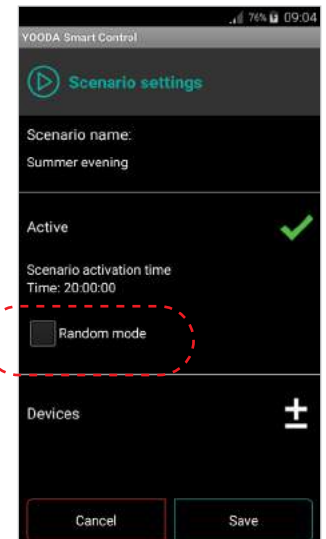 76% 09:04
YOODA Smart Control
Scenario settings
Scenario name:
Summer evening
Active
Scenario activation time
Time: 20:00:00
Random mode
Devices
Cancel
Save